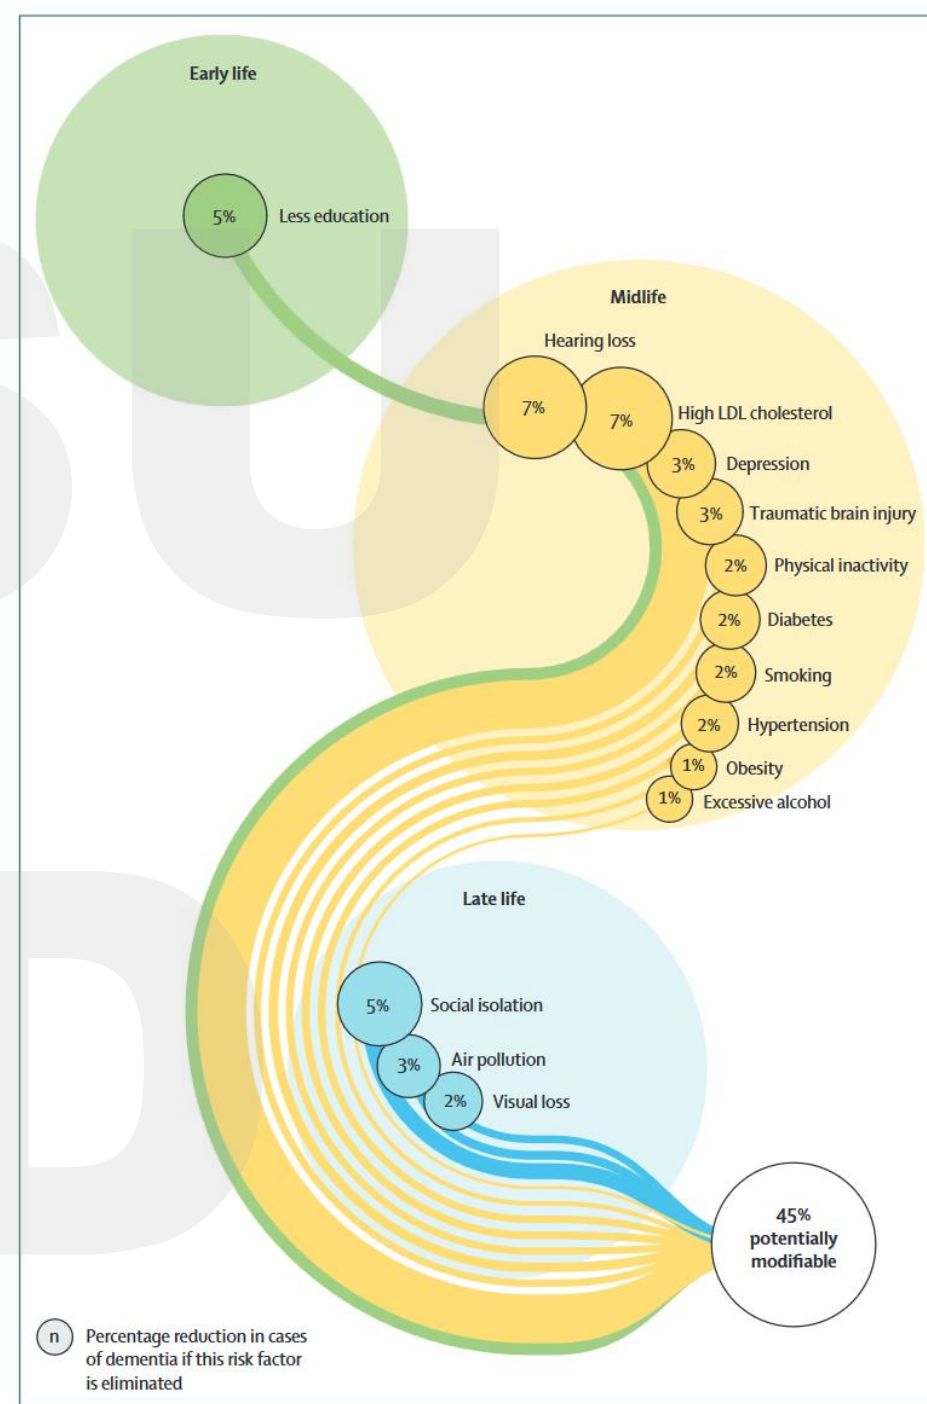 Early life
5%
Less education
Midlife
Hearing loss
7%
7%
High LDL cholesterol
3%
Depression
3%
Traumatic brain injury
2%
Physical inactivity
2%
Diabetes
2%
Smoking
2%
Hypertension
1%
Obesity
1%
Excessive alcohol
Late life
5%
Social isolation
3%
Air pollution
2%
Visual loss
45%
potentially
modifiable
n
Percentage reduction in cases
of dementia if this risk factor
is eliminated
SU
D